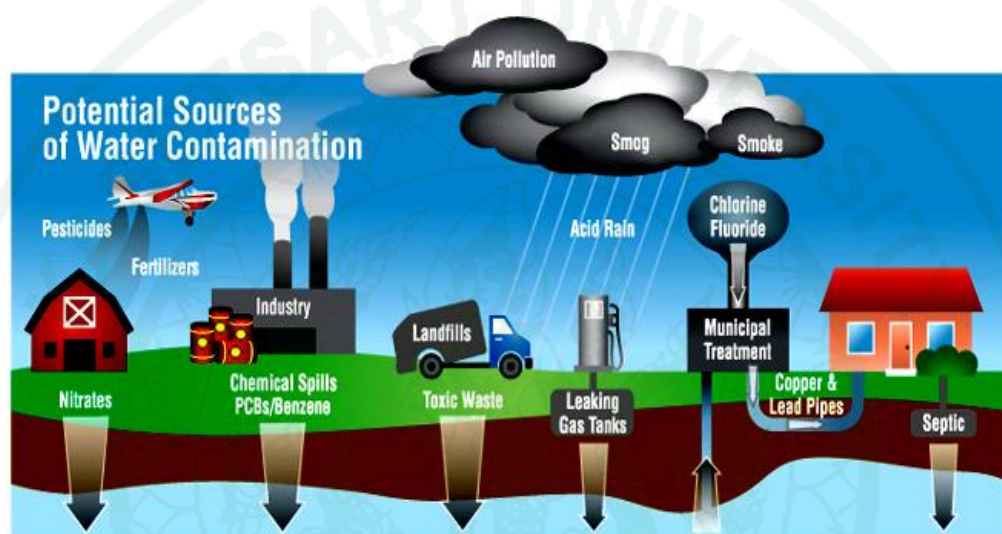 Air Pollution
Potential Sources
of Water Contamination
Smog
Smoke
Pesticides
Fertilizers
Acid Rain
Chlorine
Fluoride
Industry
Landfills
Municipal
Treatment
Nitrates
Chemical Spills
PCBs/Benzene
Toxic Waste
Leaking
Gas Tanks
Copper &
Lead Pipes
Septic